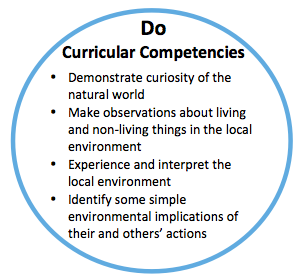 Do
Curricular Competencies
• Demonstrate curiosity of the
natural world
• Make observations about living
and non-living things in the local
environment
• Experience and interpret the
local environment
• Identify some simple
environmental implications of
their and others' actions